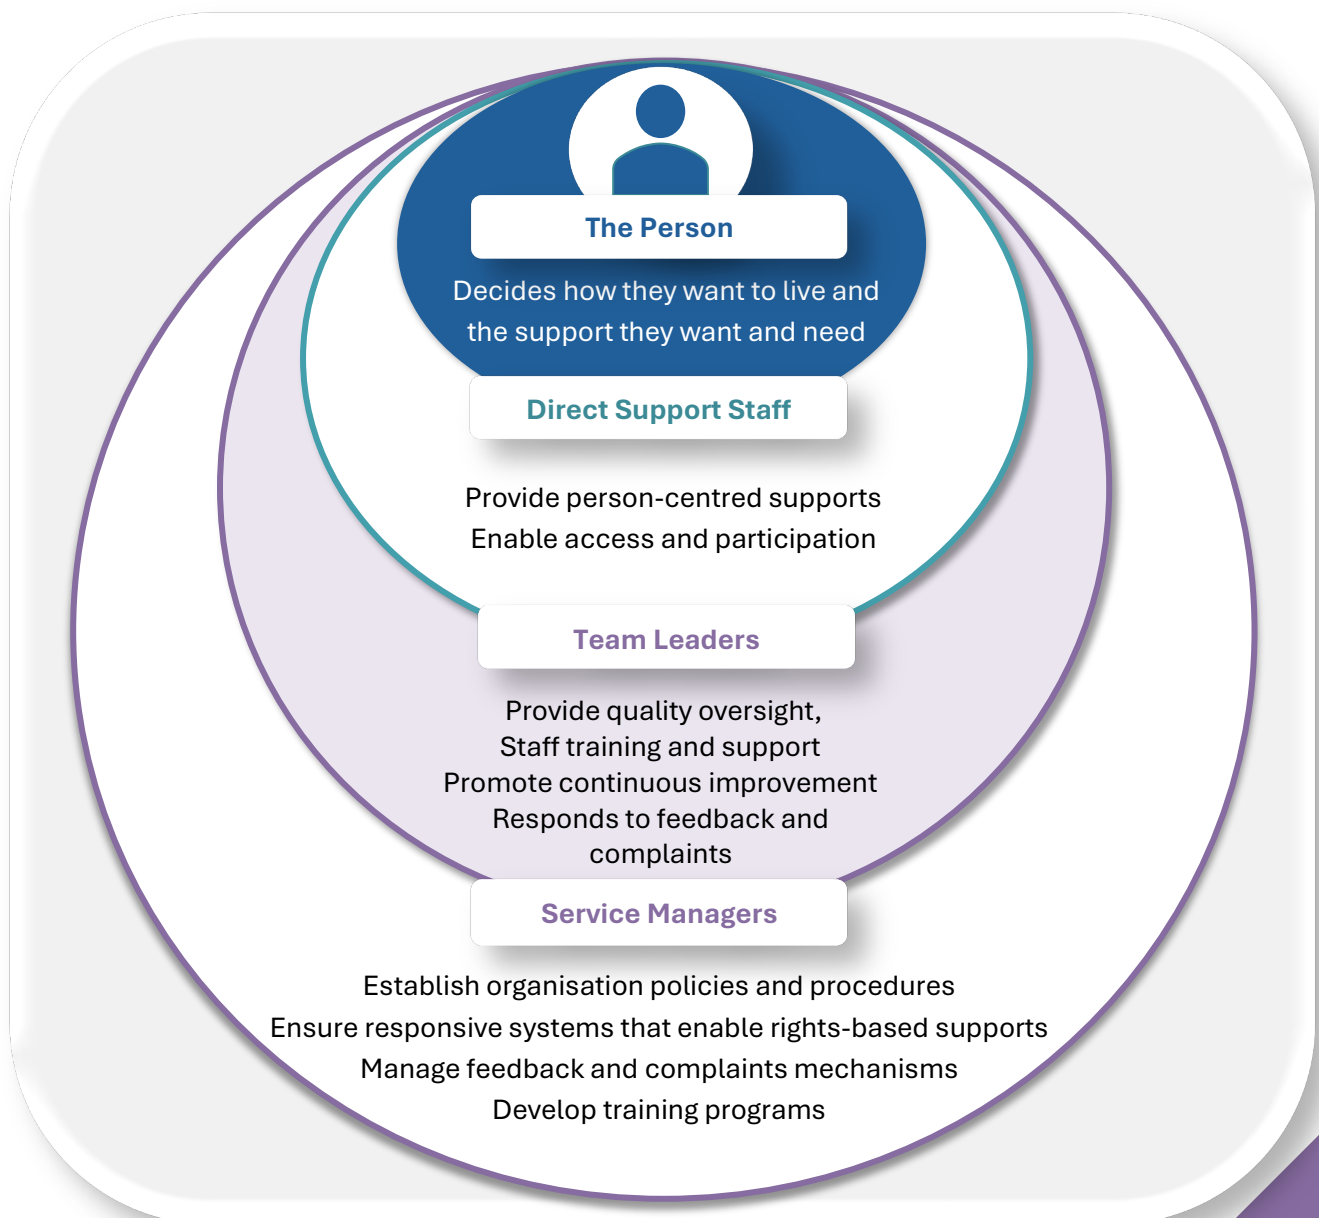 The Person
Decides how they want to live and
the support they want and need
Direct Support Staff
Provide person-centred supports
Enable access and participation
Team Leaders
Provide quality oversight,
Staff training and support
Promote continuous improvement
Responds to feedback and
complaints
Service Managers
Establish organisation policies and procedures
Ensure responsive systems that enable rights-based supports
Manage feedback and complaints mechanisms
Develop training programs